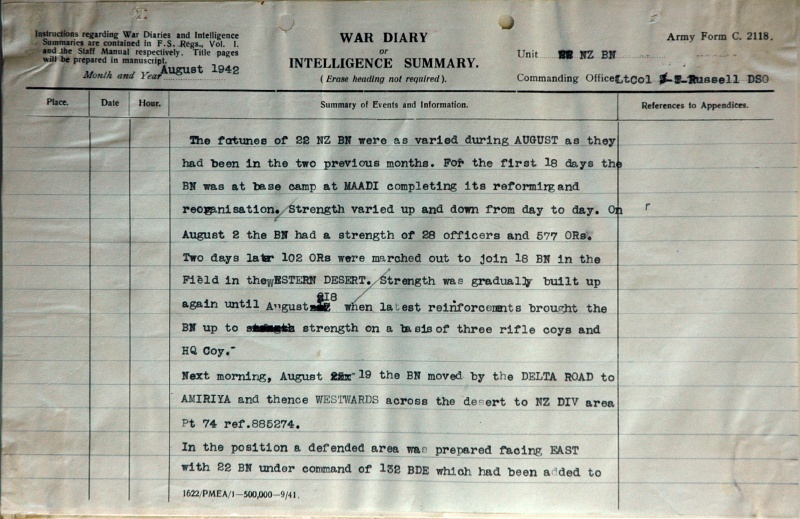 Instructions regarding War Diaries and Intelligence
Summaries are contained in F.S. Regs., Vol. I.
and the Staff Manual respectively. Title pages
will be prepared in manuscript.
Month and Year August 1942
WAR DIARY
or
INTELLIGENCE SUMMARY.
(Erase heading not required).
Army Form C. 2118.
Unit 22 NZ BN
Commanding Officer LtCol Russell DSO
Place. Date Hour. Summary of Events and Information. References to Appendices.
The fotunes of 22 NZ BN were as varied during AUGUST as they
had been in the two previous months. For the first 18 days the
BN was at base camp at MAADI completing its reforming and
reorganisation. Strength varied up and down from day to day. On
August 2 the BN had a strength of 28 officers and 577 ORs.
Two days later 102 ORs were marched out to join 18 BN in the
Field in the WESTERN DESERT. Strength was gradually built up
again until August 18 when latest reinforcements brought the
BN up to strength on a basis of three rifle coys and
HQ Coy.
Next morning, August 19 the BN moved by the DELTA ROAD to
AMIRIYA and thence WESTWARDS across the desert to NZ DIV area
Pt 74 ref.885274.
In the position a defended area was prepared facing EAST
with 22 BN under command of 132 BDE which had been added to
1622/PMEA/1—500,000—9/41.